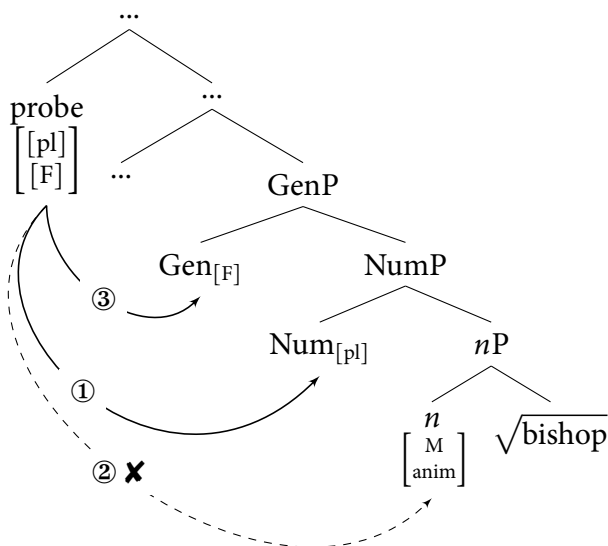 ...
probe
[pl]
[F]
...
...
GenP
Gen[F]
NumP
③
Num[pl]
nP
①
n
M
anim
√bishop
② ✘